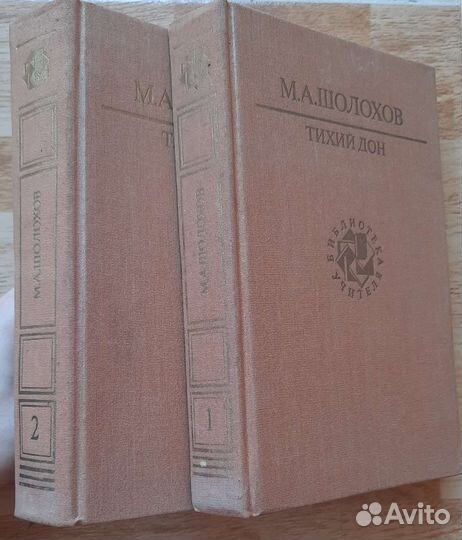 М.А.ШОЛОХОВ
2
М.А
Т
М.А.ШОЛОХОВ
1
М.А.ШОЛОХОВ
ТИХИЙ ДОН
БИБЛИОТЕКА
УЧИТЕЛЯ
Avito